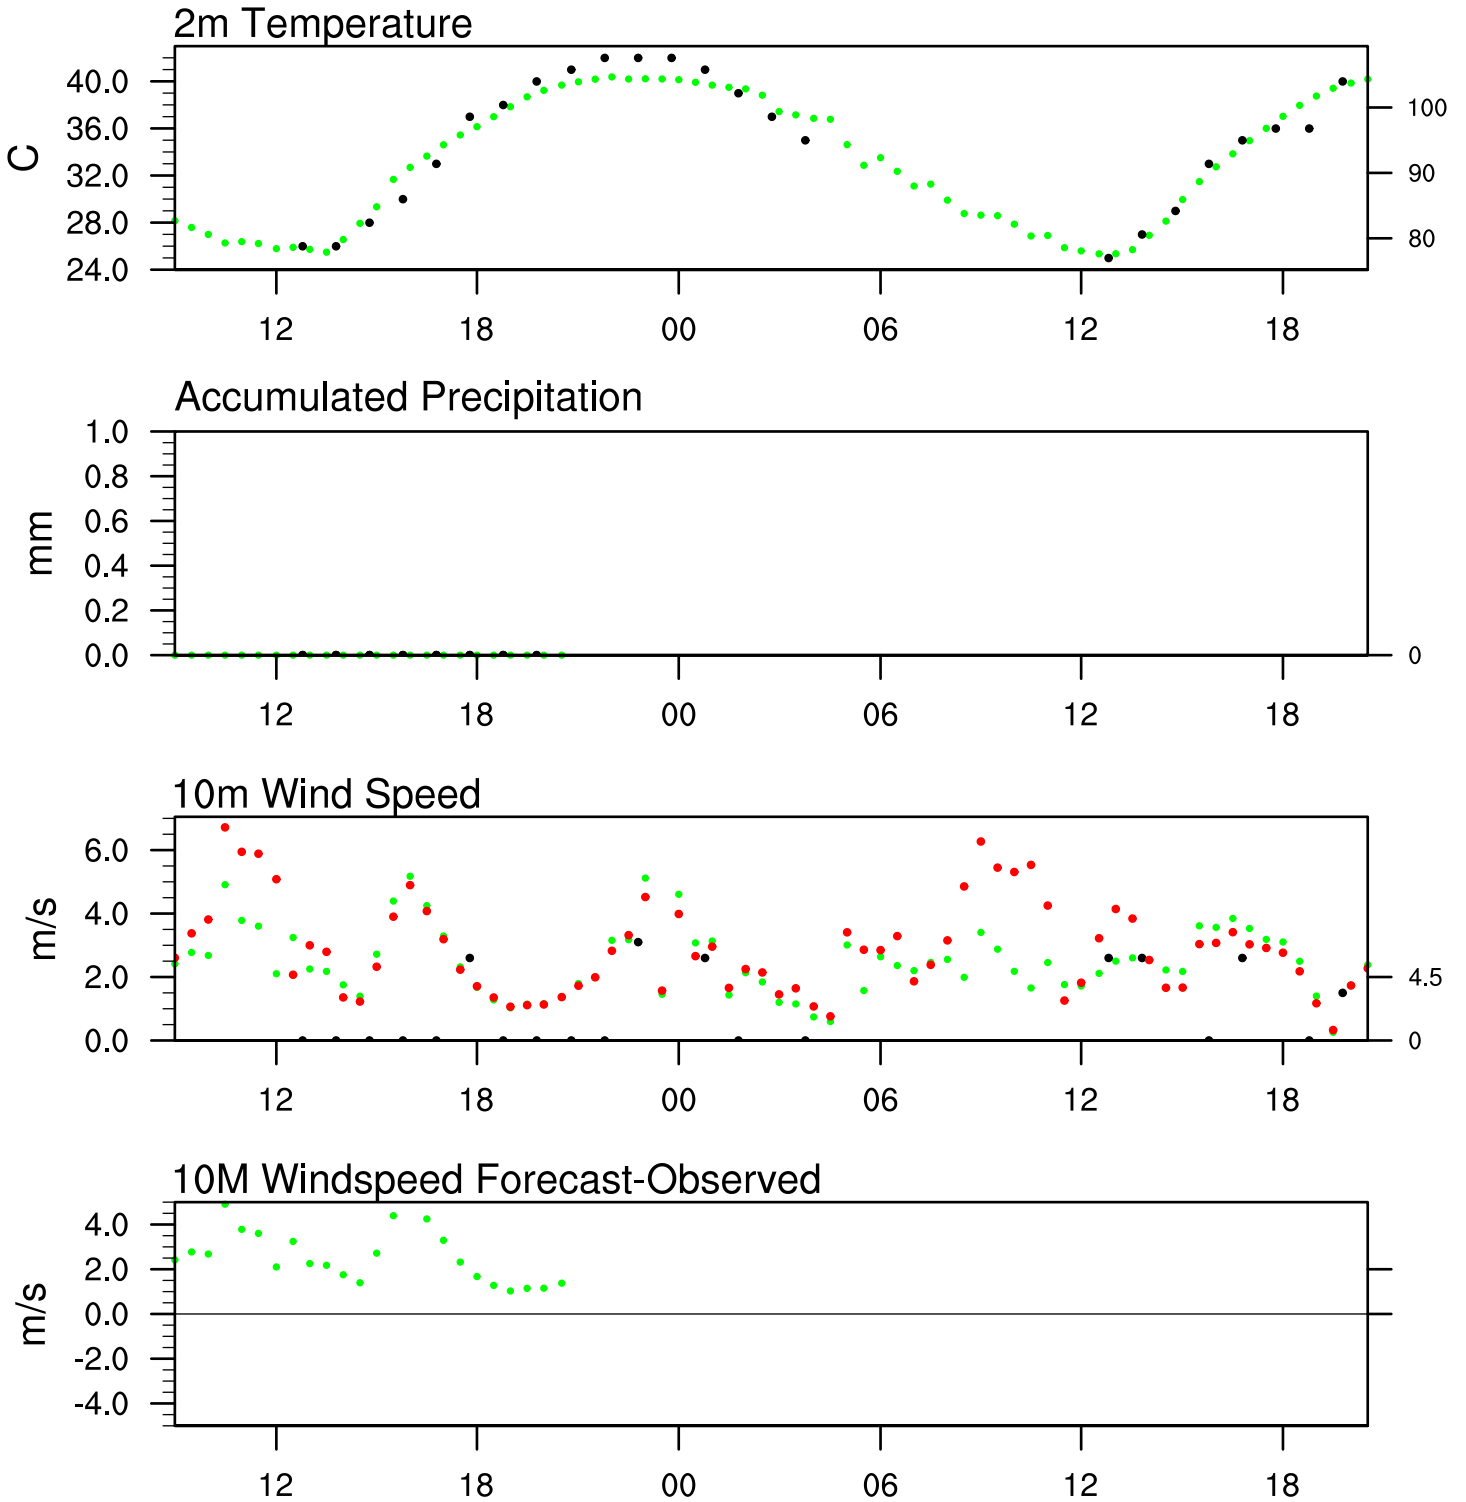 2m Temperature
40.0
36.0
32.0
28.0
24.0
C
100
90
80
12 18 00 06 12 18
Accumulated Precipitation
1.0
0.8
0.6
0.4
0.2
0.0
mm
0
12 18 00 06 12 18
10m Wind Speed
6.0
4.0
2.0
0.0
m/s
4.5
0
12 18 00 06 12 18
10M Windspeed Forecast-Observed
4.0
2.0
0.0
-2.0
-4.0
m/s
12 18 00 06 12 18